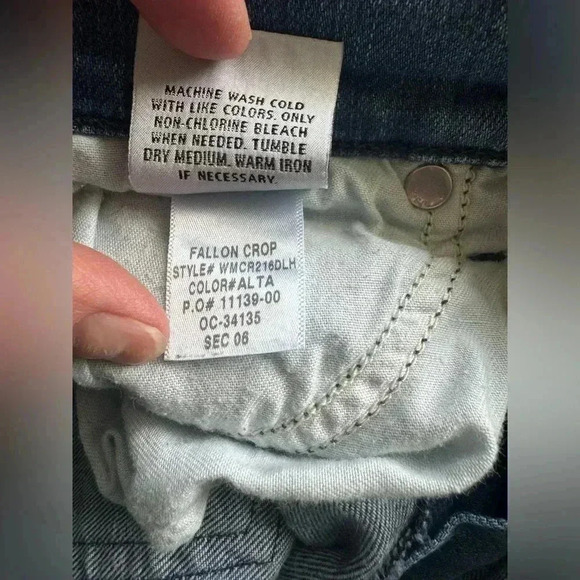 MACHINE WASH COLD
WITH LIKE COLORS. ONLY
NON-CHLORINE BLEACH
WHEN NEEDED. TUMBLE
DRY MEDIUM. WARM IRON
IF NECESSARY.
FALLON CROP
STYLE# WMCR216DLH
COLOR#ALTA
P.O# 11139-00
OC-34135
SEC 06